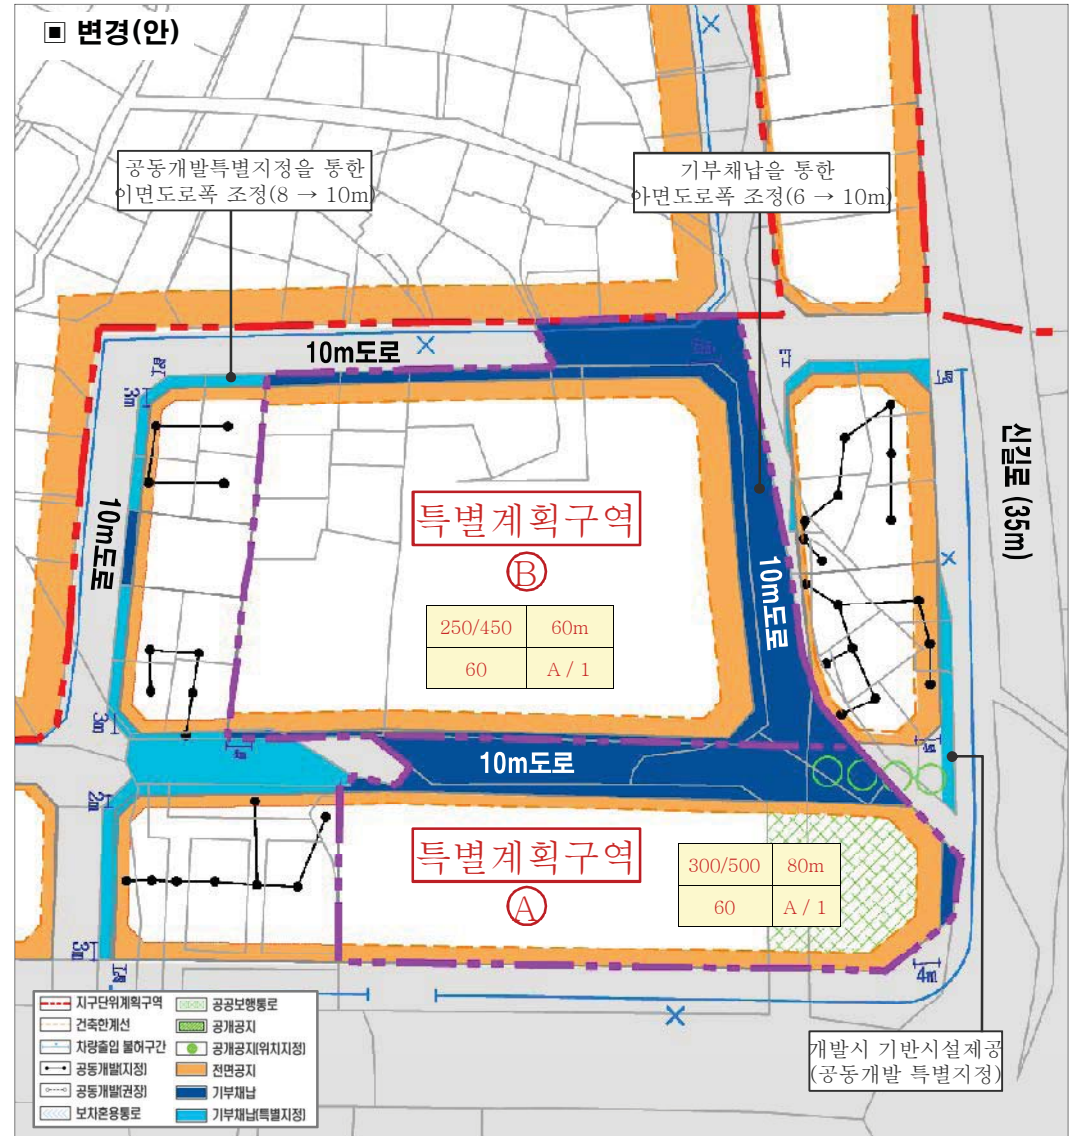 ▣ 변경(안)
공동개발특별지정을 통한
이면도로폭 조정(8 → 10m)
기부채납을 통한
이면도로폭 조정(6 → 10m)
10m도로
3m
10m도로
신길로 (35m)
특별계획구역
Ⓑ
250/450 60m
60 A / 1
10m도로
3m
10m도로
2m
특별계획구역
Ⓐ
300/500 80m
60 A / 1
3m
4m
개발시 기반시설제공
(공동개발 특별지정)
지구단위계획구역
건축한계선
차량출입 불허구간
공동개발(지정)
공동개발(권장)
보차혼용통로
공공보행통로
공개공지
공개공지(위치지정)
전면공지
기부채납
기부채납(특별지정)